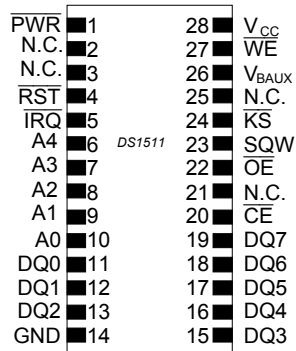 PWR 1 28 VCC
N.C. 2 27 WE
N.C. 3 26 VBAUX
RST 4 25 N.C.
IRQ 5 24 KS
A4 6 DS1511 23 SQW
A3 7 22 OE
A2 8 21 N.C.
A1 9 20 CE
A0 10 19 DQ7
DQ0 11 18 DQ6
DQ1 12 17 DQ5
DQ2 13 16 DQ4
GND 14 15 DQ3